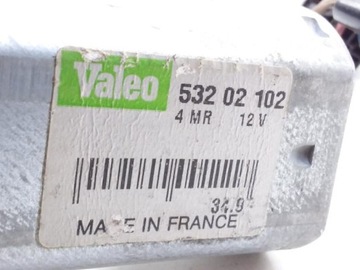 Valeo 532 02 102
4 MR 12 V
34.9
MADE IN FRANCE